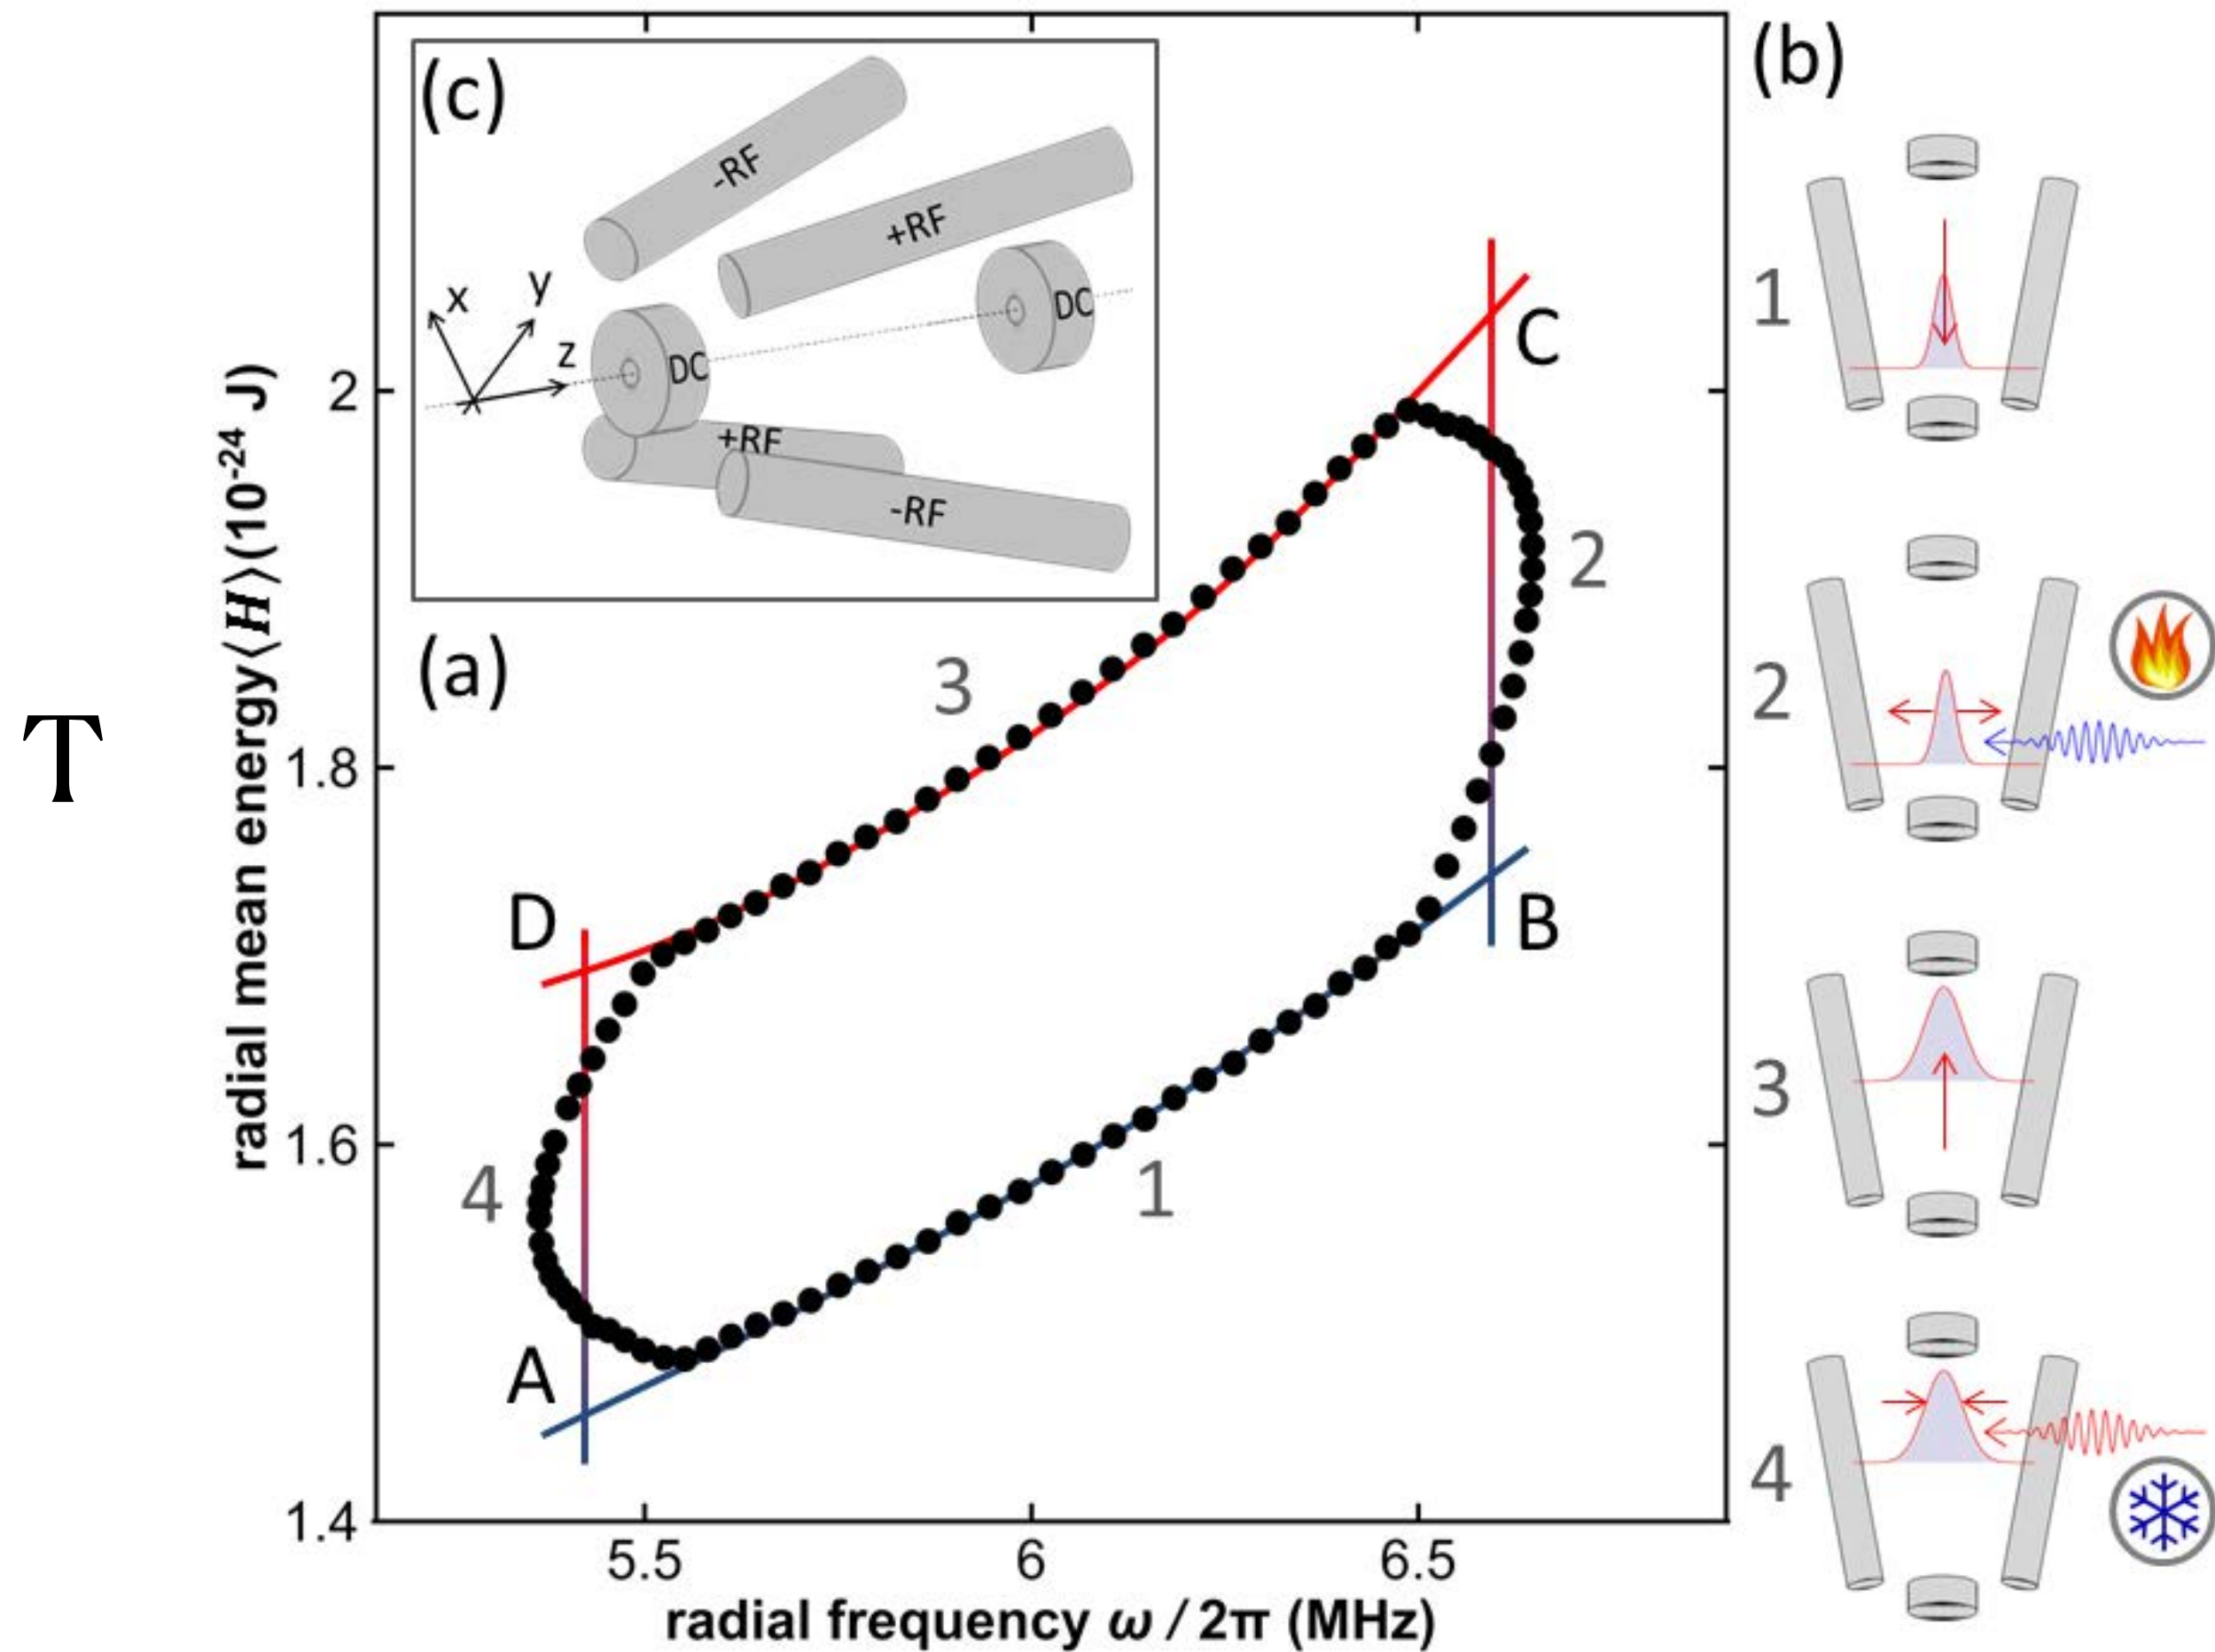 (c)
-RF
+RF
x
y
z
DC
DC
+RF
-RF
(a)
T
radial mean energy⟨H⟩(10⁻²⁴ J)
2
1.8
1.6
1.4
C
2
3
D
B
4
1
A
5.5
6
6.5
radial frequency ω / 2π (MHz)
(b)
1
2
3
4